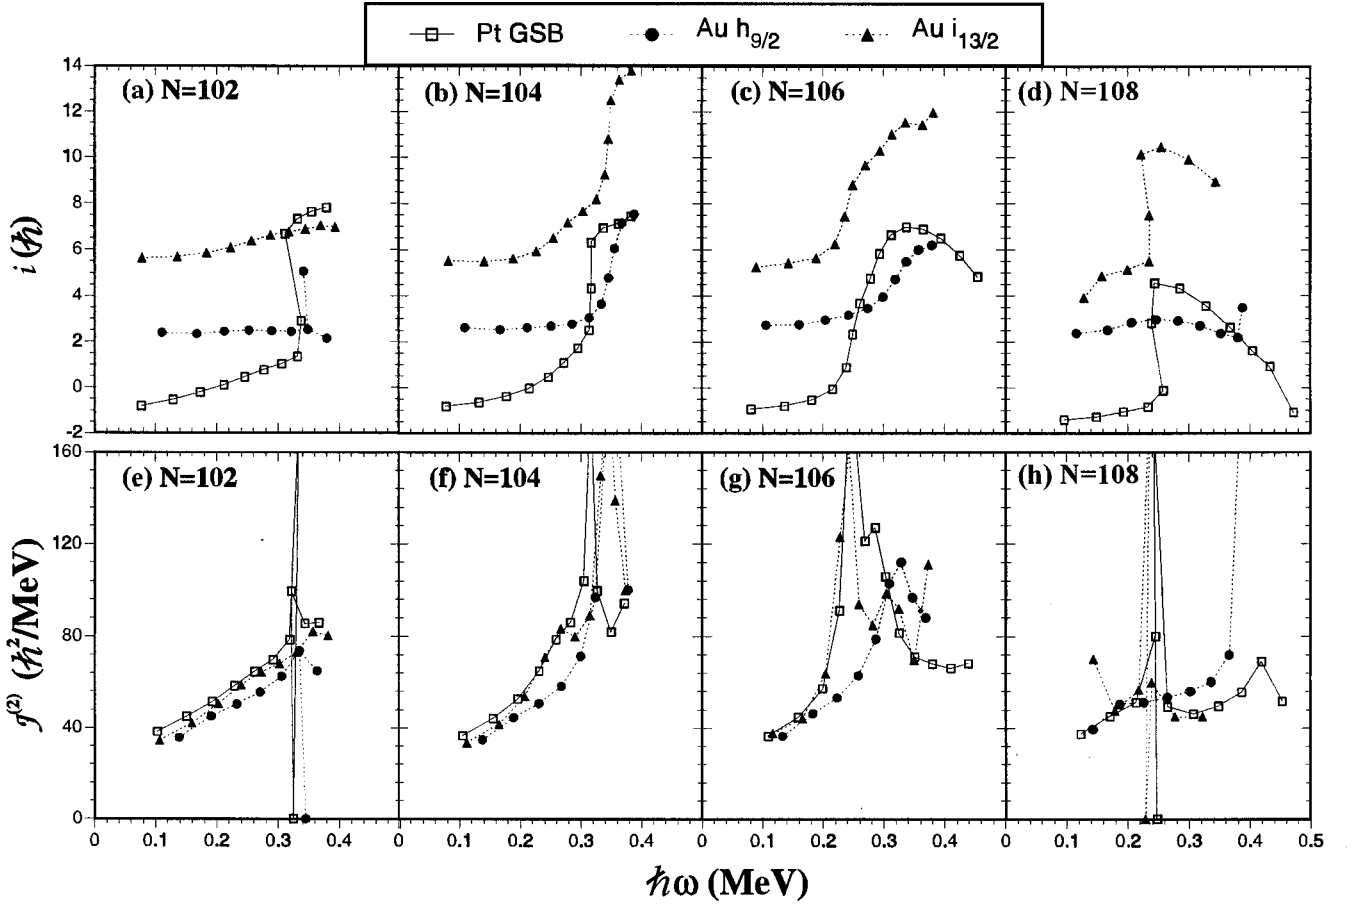 Pt GSB Au h9/2 Au i13/2
(a) N=102 (b) N=104 (c) N=106 (d) N=108
i (ℏ)
14
12
10
8
6
4
2
0
-2
(e) N=102 (f) N=104 (g) N=106 (h) N=108
𝒥(2) (ℏ2/MeV)
160
120
80
40
0
0 0.1 0.2 0.3 0.4 0 0.1 0.2 0.3 0.4 0 0.1 0.2 0.3 0.4 0 0.1 0.2 0.3 0.4 0.5
ℏω (MeV)